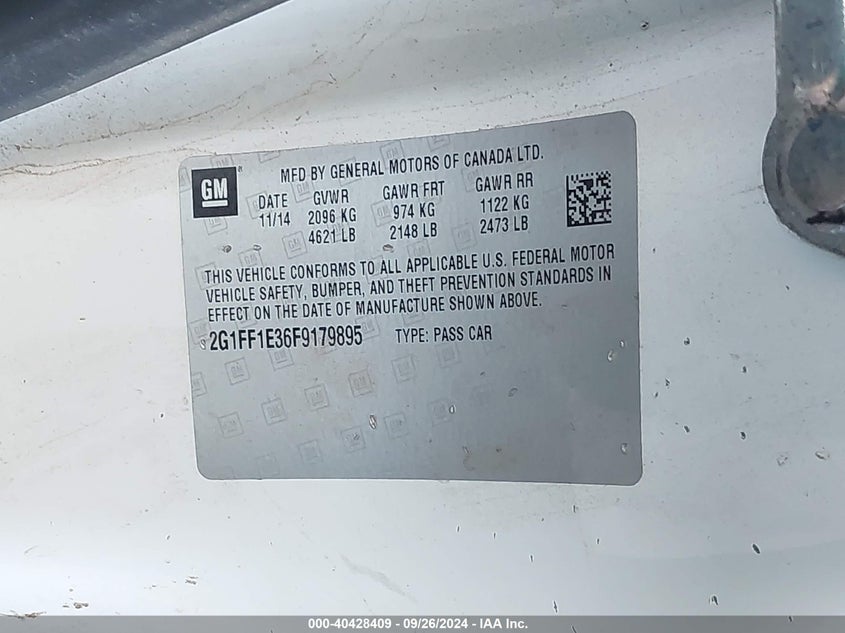 GM
MFD BY GENERAL MOTORS OF CANADA LTD.
DATE GVWR GAWR FRT GAWR RR
11/14 2096 KG 974 KG 1122 KG
4621 LB 2148 LB 2473 LB
THIS VEHICLE CONFORMS TO ALL APPLICABLE U.S. FEDERAL MOTOR
VEHICLE SAFETY, BUMPER, AND THEFT PREVENTION STANDARDS IN
EFFECT ON THE DATE OF MANUFACTURE SHOWN ABOVE.
2G1FF1E36F9179895 TYPE: PASS CAR
000-40428409 - 09/26/2024 - IAA Inc.